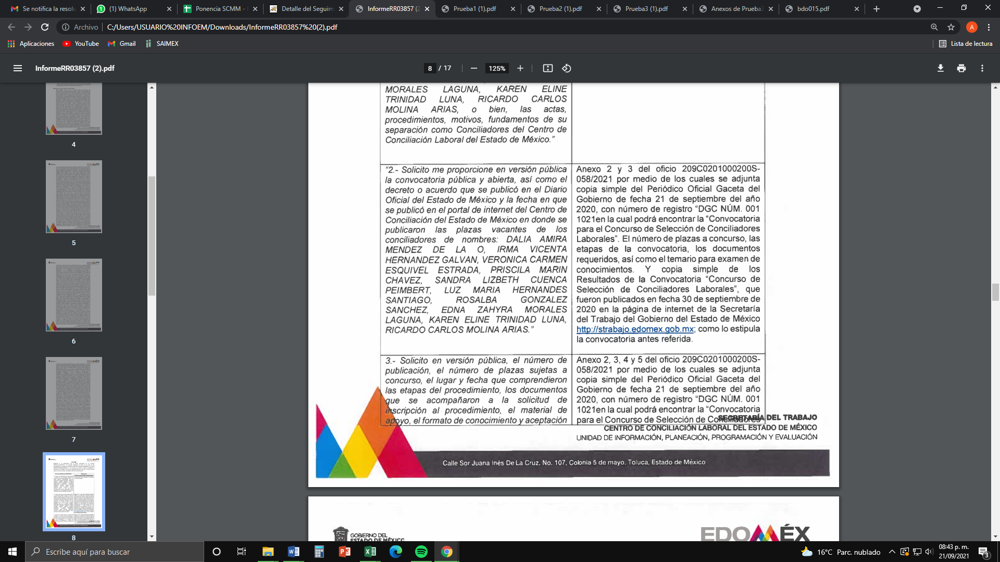 Se notifica la resolu
(1) WhatsApp
Ponencia SCMM -
Detalle del Seguim
InformeRR03857 (2
Prueba1 (1).pdf
Prueba2 (1).pdf
Prueba3 (1).pdf
Anexos de Prueba3
bdo015.pdf
Archivo
C:/Users/USUARIO%20INFOEM/Downloads/InformeRR03857%20(2).pdf
A
Aplicaciones
YouTube
Gmail
SAIMEX
Lista de lectura
InformeRR03857 (2).pdf
8 / 17
125%
4
5
6
7
8
MORALES LAGUNA, KAREN ELINE
TRINIDAD LUNA, RICARDO CARLOS
MOLINA ARIAS, o bien, las actas,
procedimientos, motivos, fundamentos de su
separación como Conciliadores del Centro de
Conciliación Laboral del Estado de México."
"2.- Solicito me proporcione en versión pública
la convocatoria pública y abierta, así como el
decreto o acuerdo que se publicó en el Diario
Oficial del Estado de México y la fecha en que
se publicó en el portal de internet del Centro de
Conciliación del Estado de México en donde se
publicaron las plazas vacantes de los
conciliadores de nombres: DALIA AMIRA
MENDEZ DE LA O, IRMA VICENTA
HERNANDEZ GALVAN, VERONICA CARMEN
ESQUIVEL ESTRADA, PRISCILA MARIN
CHAVEZ, SANDRA LIZBETH CUENCA
PEIMBERT, LUZ MARIA HERNANDES
SANTIAGO, ROSALBA GONZALEZ
SANCHEZ, EDNA ZAHYRA MORALES
LAGUNA, KAREN ELINE TRINIDAD LUNA,
RICARDO CARLOS MOLINA ARIAS."
Anexo 2 y 3 del oficio 209C0201000200S-
058/2021 por medio de los cuales se adjunta
copia simple del Periódico Oficial Gaceta del
Gobierno de fecha 21 de septiembre del año
2020, con número de registro "DGC NÚM. 001
1021en la cual podrá encontrar la "Convocatoria
para el Concurso de Selección de Conciliadores
Laborales". El número de plazas a concurso, las
etapas de la convocatoria, los documentos
requeridos, así como el temario para examen de
conocimientos. Y copia simple de los
Resultados de la Convocatoria "Concurso de
Selección de Conciliadores Laborales", que
fueron publicados en fecha 30 de septiembre de
2020 en la página de internet de la Secretaría
del Trabajo del Gobierno del Estado de México
http://strabajo.edomex.gob.mx; como lo estipula
la convocatoria antes referida.
3.- Solicito en versión pública, el número de
publicación, el número de plazas sujetas a
concurso, el lugar y fecha que comprendieron
las etapas del procedimiento, los documentos
que se acompañaron a la solicitud de
inscripción al procedimiento, el material de
apoyo, el formato de conocimiento y aceptación
Anexo 2, 3, 4 y 5 del oficio 209C0201000200S-
058/2021 por medio de los cuales se adjunta
copia simple del Periódico Oficial Gaceta del
Gobierno de fecha 21 de septiembre del año
2020, con número de registro "DGC NÚM. 001
1021en la cual podrá encontrar la "Convocatoria
para el Concurso de Selección de Conciliadores
SECRETARÍA DEL TRABAJO
CENTRO DE CONCILIACIÓN LABORAL DEL ESTADO DE MÉXICO
UNIDAD DE INFORMACIÓN, PLANEACIÓN, PROGRAMACIÓN Y EVALUACIÓN
Calle Sor Juana Inés De La Cruz. No. 107, Colonia 5 de mayo. Toluca, Estado de México
GOBIERNO DEL
ESTADO DE MÉXICO
EDOMÉX
Escribe aquí para buscar
16°C Parc. nublado
08:43 p. m.
21/09/2021
3